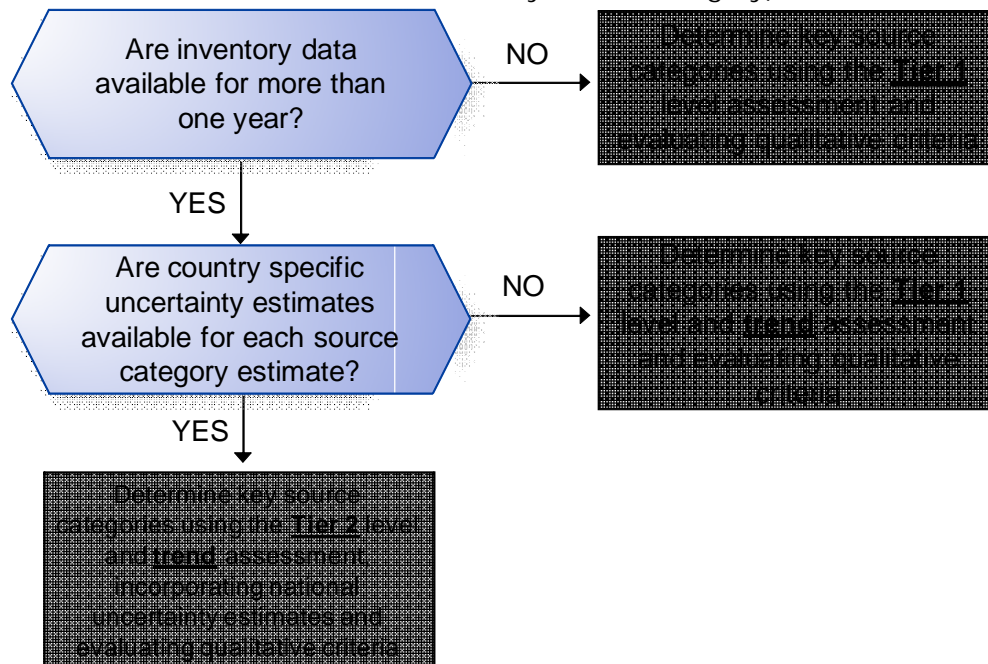 Are inventory data
available for more than
one year?
NO
Determine key source
categories using the Tier 1
level assessment and
evaluating qualitative criteria
YES
Are country specific
uncertainty estimates
available for each source
category estimate?
NO
Determine key source
categories using the Tier 1
level and trend assessment
and evaluating qualitative
criteria
YES
Determine key source
categories using the Tier 2 level
and trend assessment,
incorporating national
uncertainty estimates and
evaluating qualitative criteria